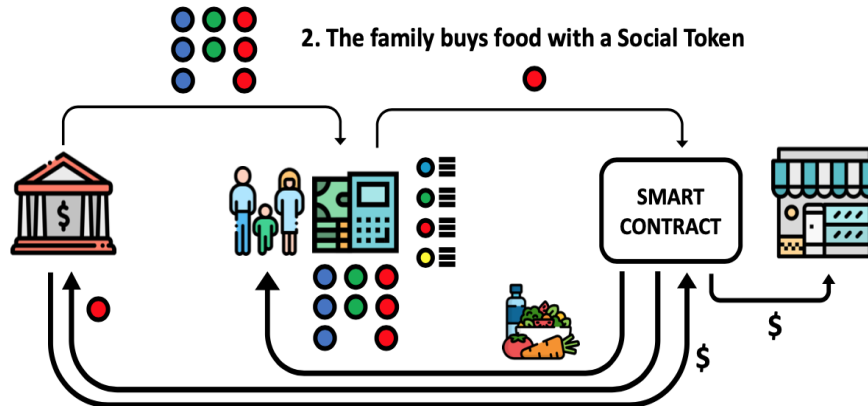 2. The family buys food with a Social Token
$
SMART
CONTRACT
$
$